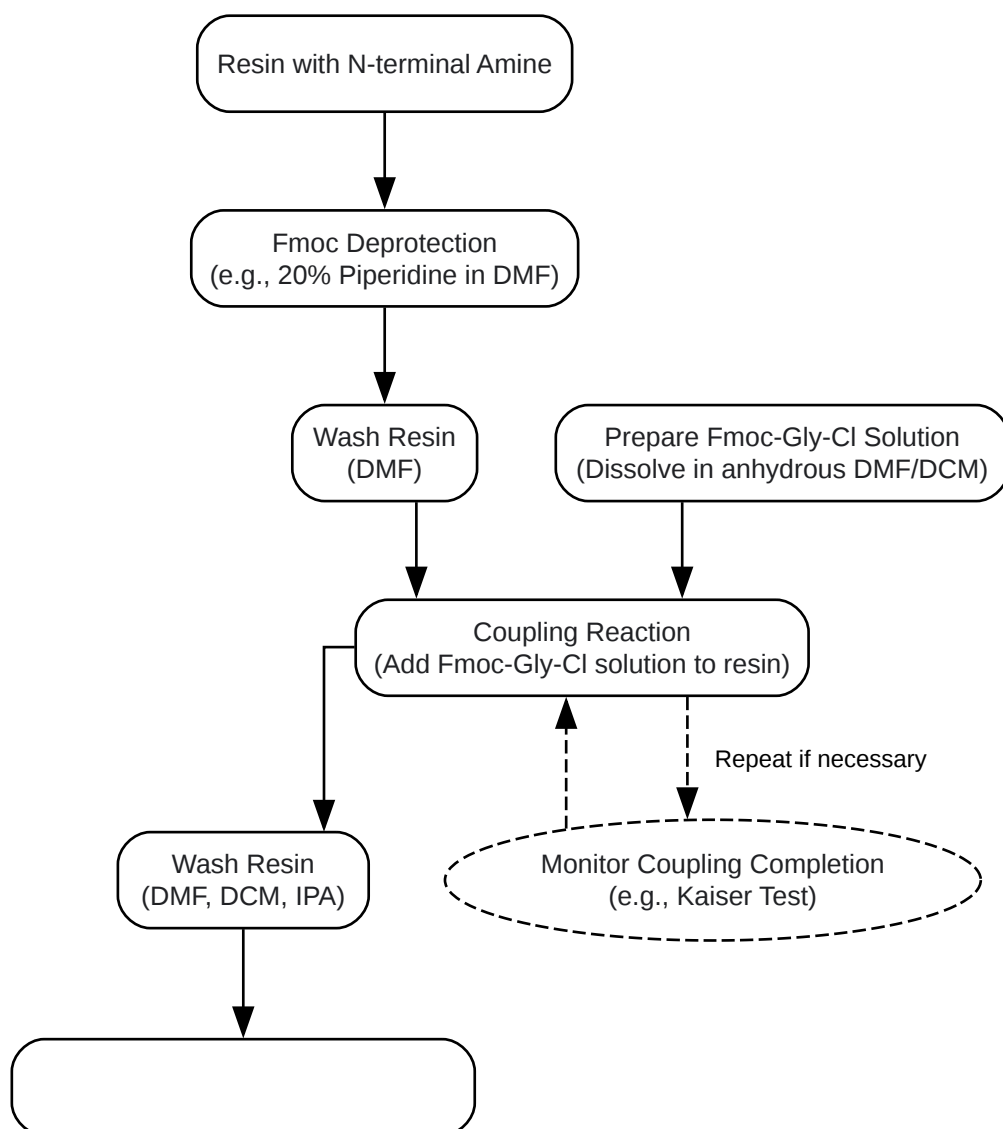 Resin with N-terminal Amine
Fmoc Deprotection
(e.g., 20% Piperidine in DMF)
Wash Resin
(DMF)
Prepare Fmoc-Gly-Cl Solution
(Dissolve in anhydrous DMF/DCM)
Coupling Reaction
(Add Fmoc-Gly-Cl solution to resin)
Repeat if necessary
Wash Resin
(DMF, DCM, IPA)
Monitor Coupling Completion
(e.g., Kaiser Test)